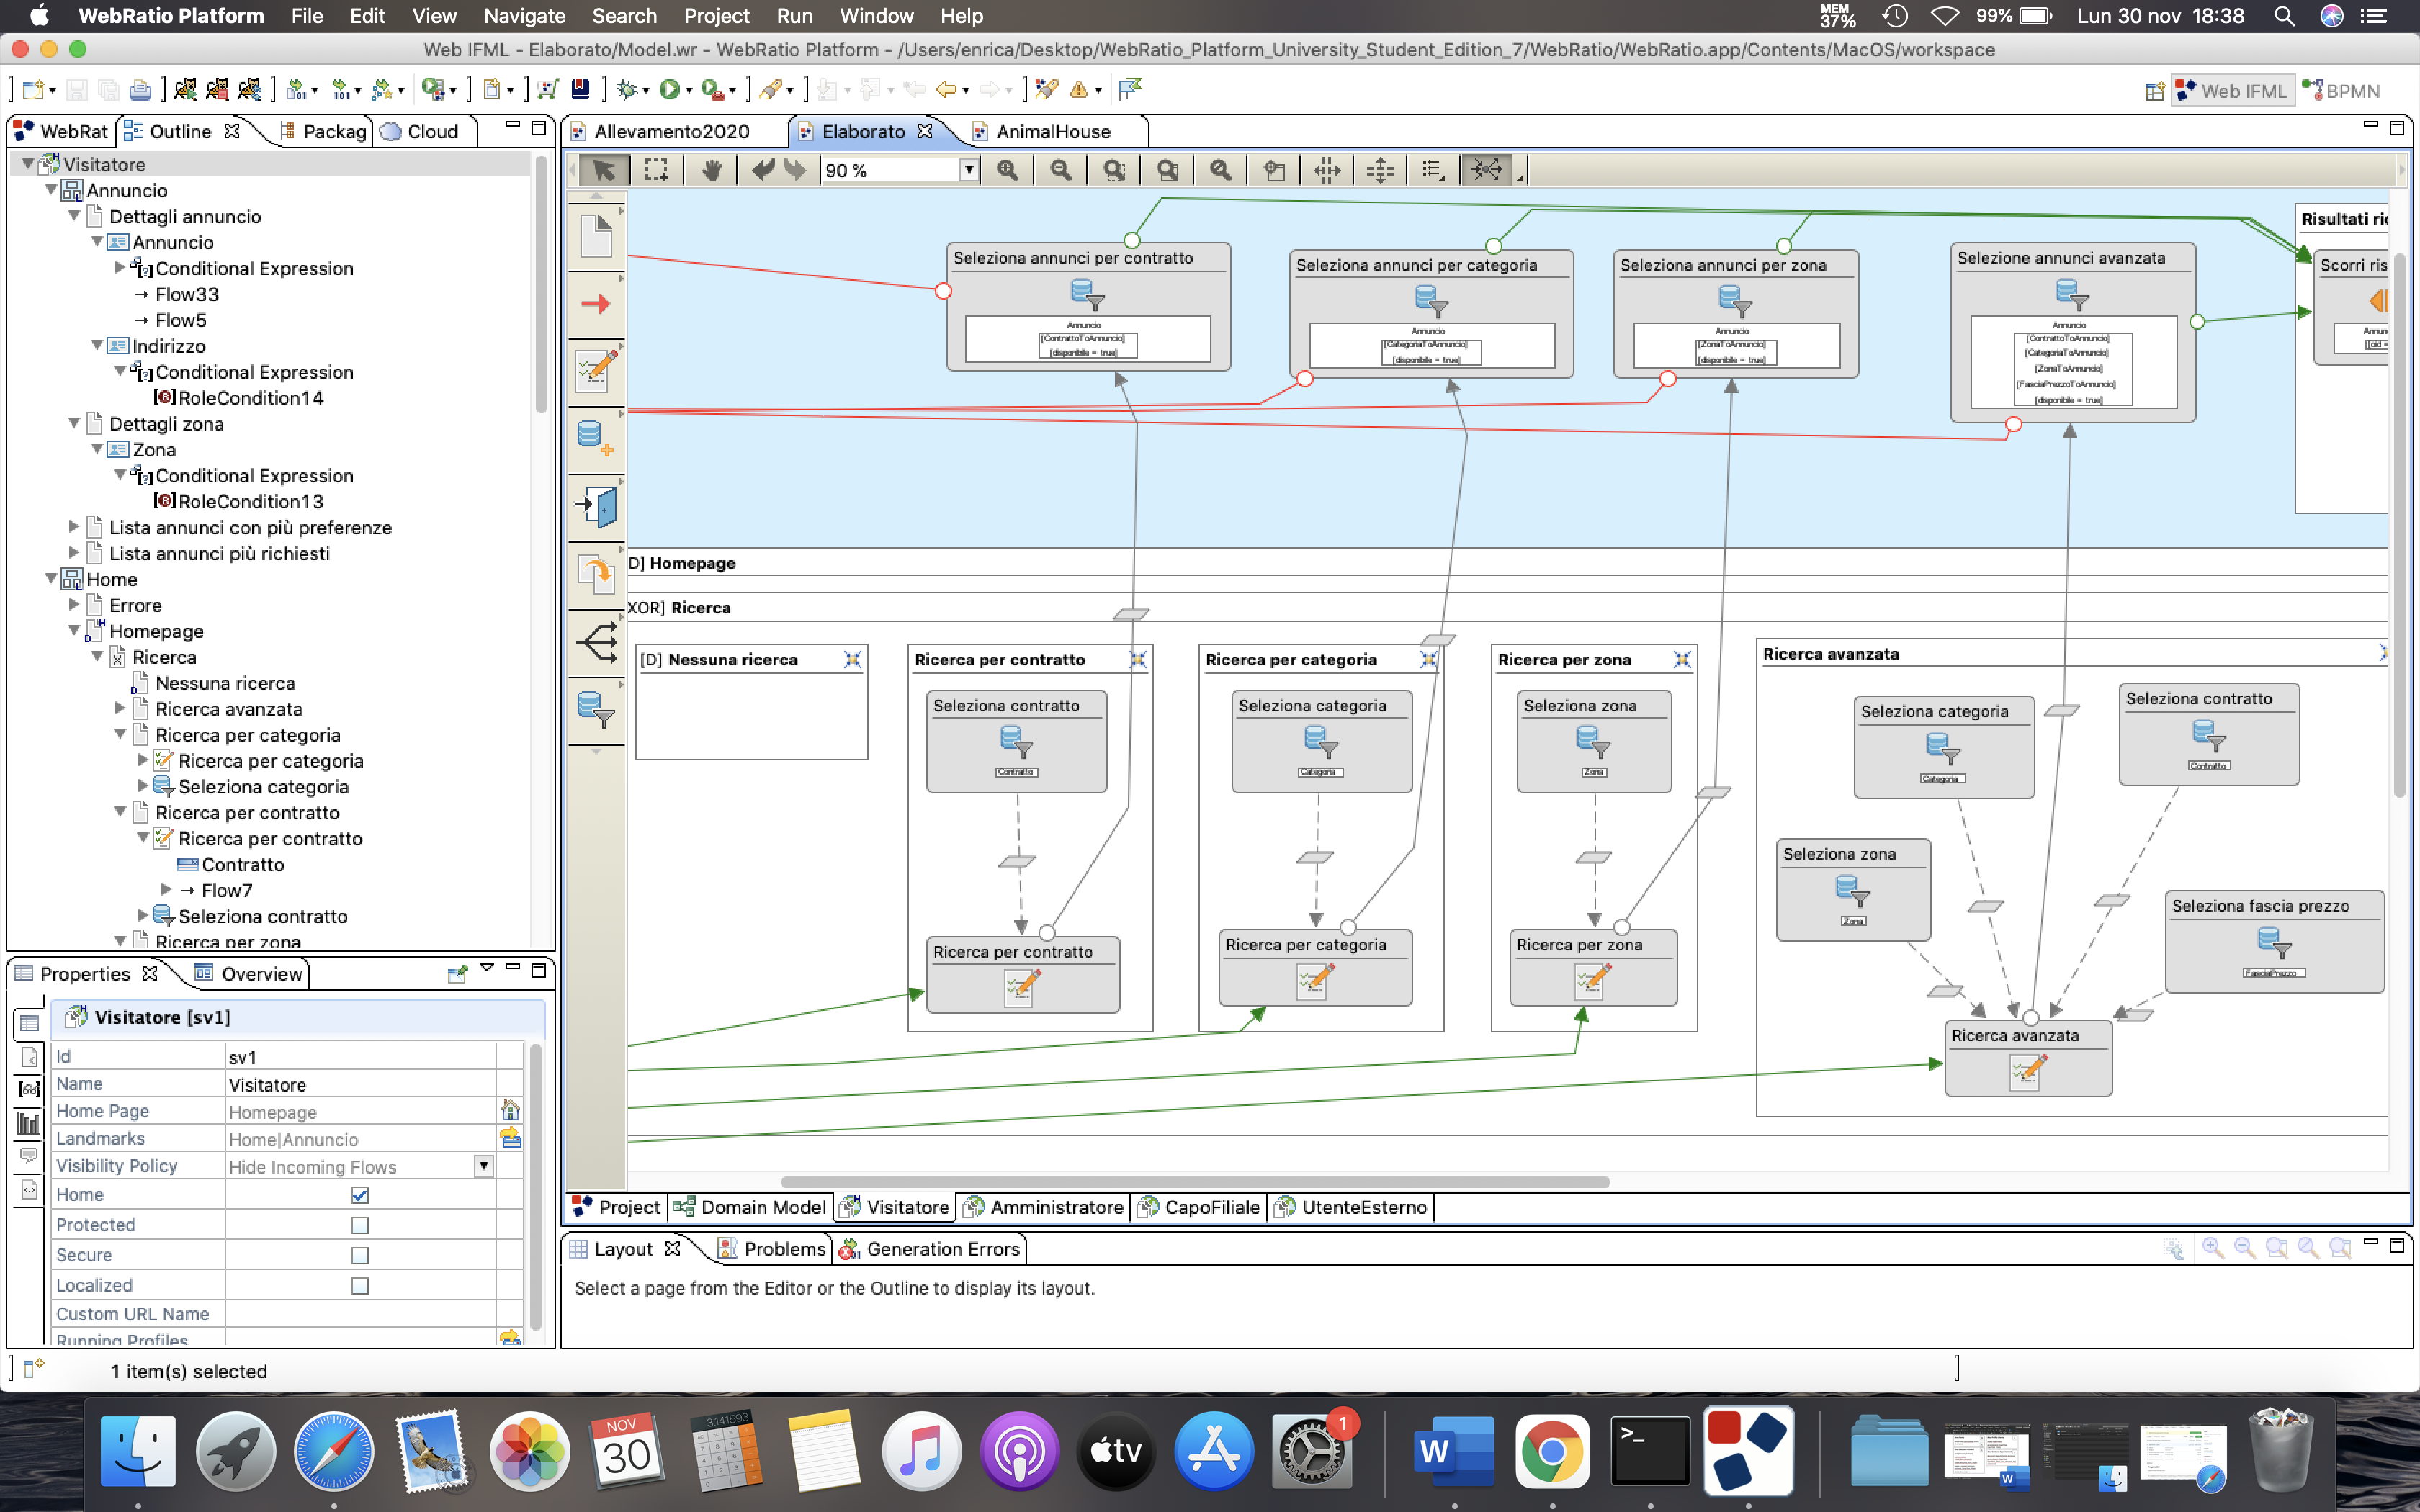 WebRatio Platform File Edit View Navigate Search Project Run Window Help MEM 37% 99% Lun 30 nov 18:38
Web IFML - Elaborato/Model.wr - WebRatio Platform - /Users/enrica/Desktop/WebRatio_Platform_University_Student_Edition_7/WebRatio/WebRatio.app/Contents/MacOS/workspace
Web IFML BPMN
WebRat Outline Packag Cloud
Visitatore
Annuncio
Dettagli annuncio
Annuncio
Conditional Expression
Flow33
Flow5
Indirizzo
Conditional Expression
RoleCondition14
Dettagli zona
Zona
Conditional Expression
RoleCondition13
Lista annunci con più preferenze
Lista annunci più richiesti
Home
Errore
Homepage
Ricerca
Nessuna ricerca
Ricerca avanzata
Ricerca per categoria
Ricerca per categoria
Seleziona categoria
Ricerca per contratto
Ricerca per contratto
Contratto
Flow7
Seleziona contratto
Ricerca per zona
Properties Overview
Visitatore [sv1]
Id sv1
Name Visitatore
Home Page Homepage
Landmarks Home|Annuncio
Visibility Policy Hide Incoming Flows
Home
Protected
Secure
Localized
Custom URL Name
Running Profiles
1 item(s) selected
Allevamento2020 Elaborato AnimalHouse
90 %
Seleziona annunci per contratto
Annuncio
[ContrattoToAnnuncio]
[disponibile = true]
Seleziona annunci per categoria
Annuncio
[CategoriaToAnnuncio]
[disponibile = true]
Seleziona annunci per zona
Annuncio
[ZonaToAnnuncio]
[disponibile = true]
Selezione annunci avanzata
Annuncio
[ContrattoToAnnuncio]
[CategoriaToAnnuncio]
[ZonaToAnnuncio]
[FasciaPrezzoToAnnuncio]
[disponibile = true]
Risultati ric
Scorri ris
Annun
[oid =
D] Homepage
XOR] Ricerca
[D] Nessuna ricerca
Ricerca per contratto
Seleziona contratto
Contratto
Ricerca per contratto
Ricerca per categoria
Seleziona categoria
Categoria
Ricerca per categoria
Ricerca per zona
Seleziona zona
Zona
Ricerca per zona
Ricerca avanzata
Seleziona categoria
Categoria
Seleziona contratto
Contratto
Seleziona zona
Zona
Seleziona fascia prezzo
FasciaPrezzo
Ricerca avanzata
Project Domain Model Visitatore Amministratore CapoFiliale UtenteEsterno
Layout Problems Generation Errors
Select a page from the Editor or the Outline to display its layout.
NOV
30
3,141593
tv
1
W
>_